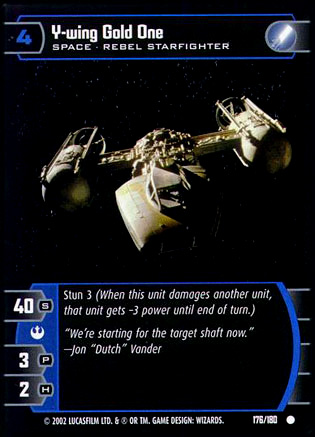 4 Y-wing Gold One
SPACE · REBEL STARFIGHTER
40 S
Stun 3 (When this unit damages another unit,
that unit gets -3 power until end of turn.)
"We're starting for the target shaft now."
—Jon "Dutch" Vander
3 P
2 H
© 2002 LUCASFILM LTD. & ® OR TM. GAME DESIGN: WIZARDS. 176/180